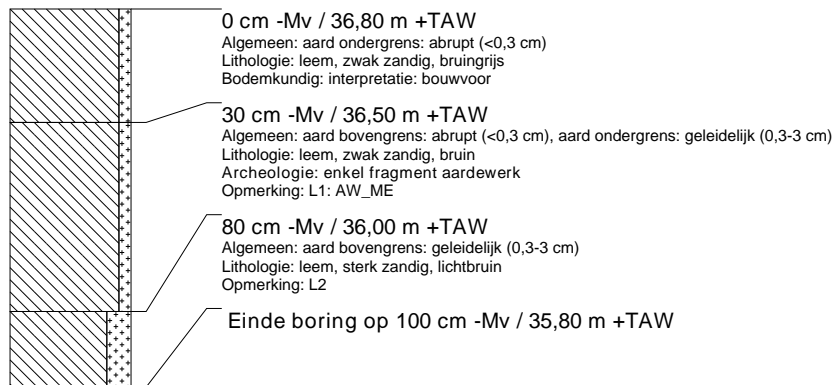 0 cm -Mv / 36,80 m +TAW
Algemeen: aard ondergrens: abrupt (<0,3 cm)
Lithologie: leem, zwak zandig, bruingrijs
Bodemkundig: interpretatie: bouwvoor
30 cm -Mv / 36,50 m +TAW
Algemeen: aard bovengrens: abrupt (<0,3 cm), aard ondergrens: geleidelijk (0,3-3 cm)
Lithologie: leem, zwak zandig, bruin
Archeologie: enkel fragment aardewerk
Opmerking: L1: AW_ME
80 cm -Mv / 36,00 m +TAW
Algemeen: aard bovengrens: geleidelijk (0,3-3 cm)
Lithologie: leem, sterk zandig, lichtbruin
Opmerking: L2
Einde boring op 100 cm -Mv / 35,80 m +TAW